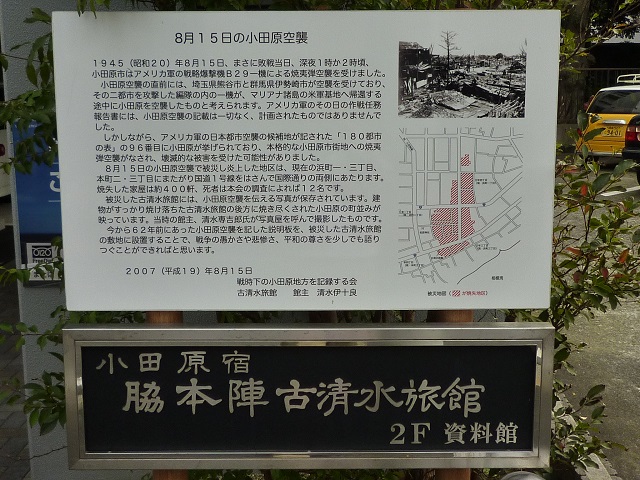 8月15日の小田原空襲
1945（昭和20）年8月15日、まさに敗戦当日、深夜1時か2時頃、
小田原市はアメリカ軍の戦略爆撃機B29一機による焼夷弾空襲を受けました。
小田原空襲の直前には、埼玉県熊谷市と群馬県伊勢崎市が空襲を受けており、
その二都市を攻撃した編隊の内の一機が、マリアナ諸島の米軍基地へ帰還する
途中に小田原を空襲したものと考えられます。アメリカ軍のその日の作戦任務
報告書には、小田原空襲の記載は一切なく、計画されたものではありませんで
した。
しかしながら、アメリカ軍の日本都市空襲の候補地が記された「180都市
の表」の96番目に小田原が挙げられており、本格的な小田原市街地への焼夷
弾空襲がなされ、壊滅的な被害を受けた可能性がありました。
8月15日の小田原空襲で被災し炎上した地区は、現在の浜町一・三丁目、
本町二・三丁目にまたがり国道1号線をはさんで国際通りの両側にあたります。
焼失した家屋は約400軒、死者は本会の調査によれば12名です。
被災した古清水旅館には、小田原空襲を伝える写真が保存されています。建
物がすっかり焼け落ちた古清水旅館の後方に焼き尽くされた小田原の町並みが
映っています。当時の館主、清水専吉郎氏が写真屋を呼んで撮影したものです。
今から62年前にあった小田原空襲を記した説明板を、被災した古清水旅館
の敷地に設置することで、戦争の愚かさや悲惨さ、平和の尊さを少しでも語り
つぐことができればと思います。
2007（平成19）年8月15日
戦時下の小田原地方を記録する会
古清水旅館 館主 清水伊十良
被災地図（ が焼失地区）
小田原宿
脇本陣古清水旅館
2F 資料館